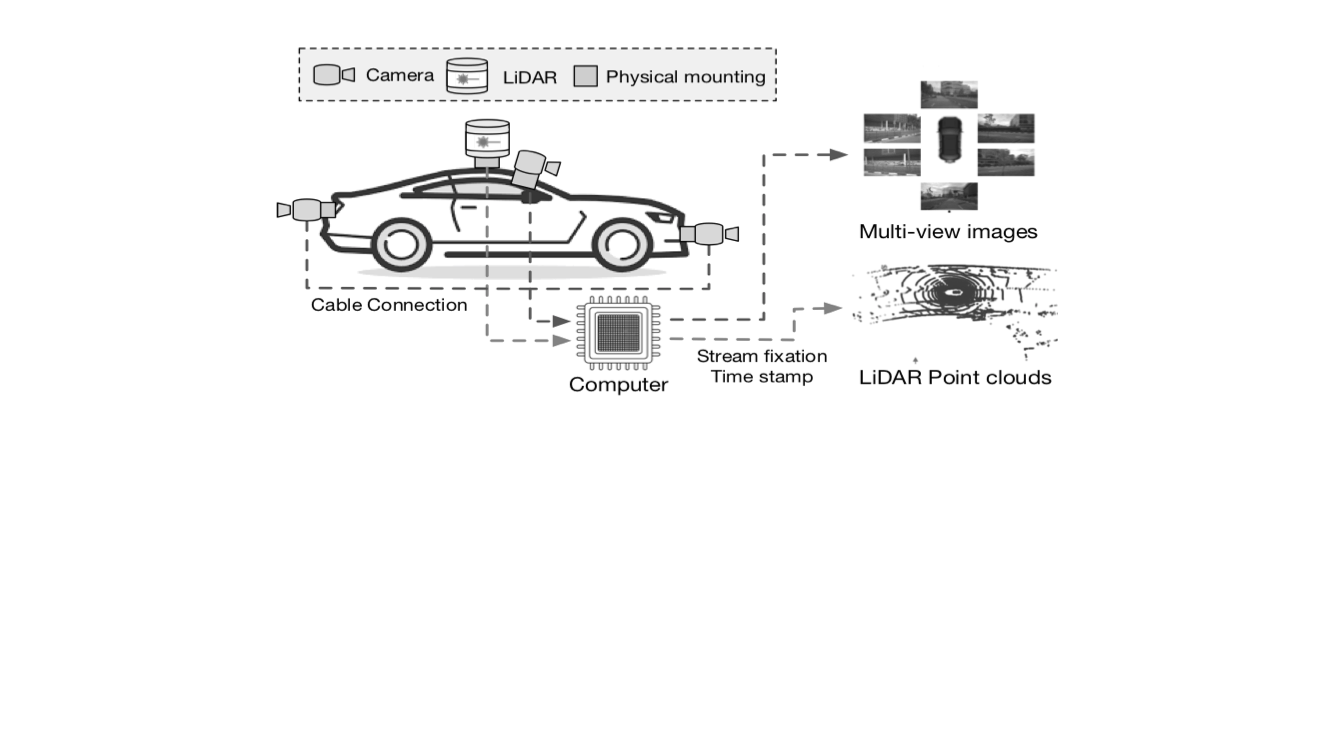 Camera
LiDAR
Physical mounting
Multi-view images
Cable Connection
Stream fixation
Time stamp
Computer
LiDAR Point clouds